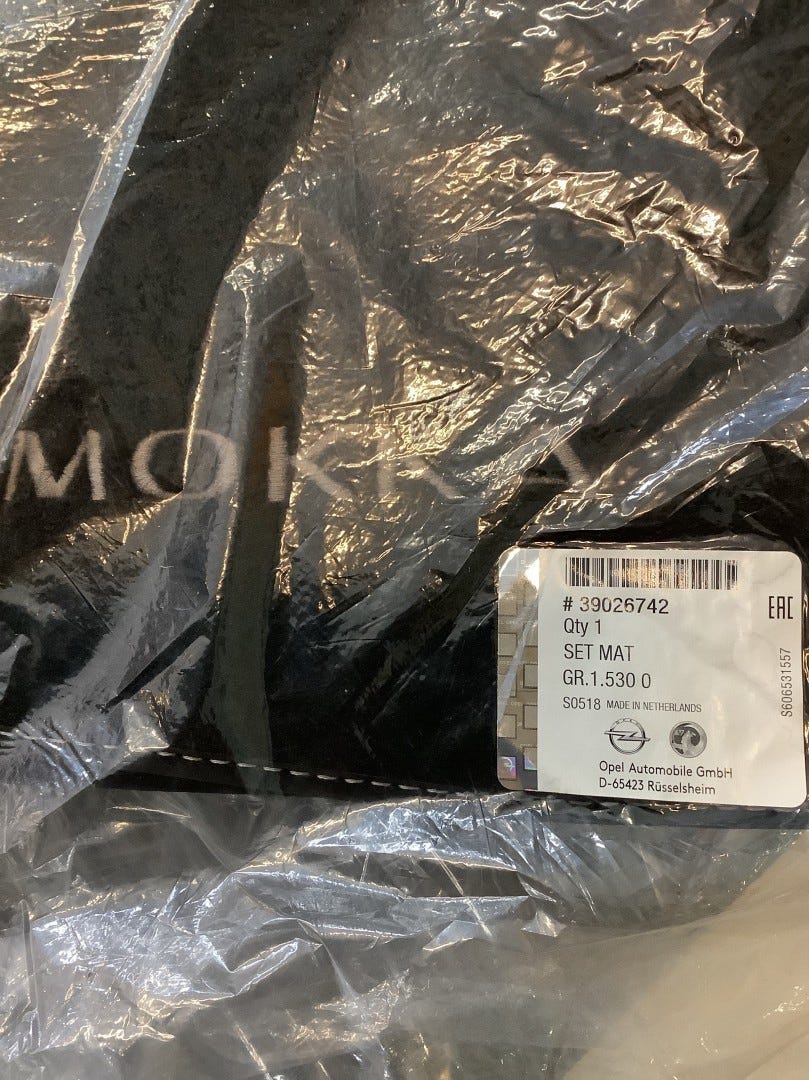 MOKKA
# 39026742
EAC
Qty 1
SET MAT
GR.1.530 0
S0518 MADE IN NETHERLANDS
S606531557
Opel Automobile GmbH
D-65423 Rüsselsheim